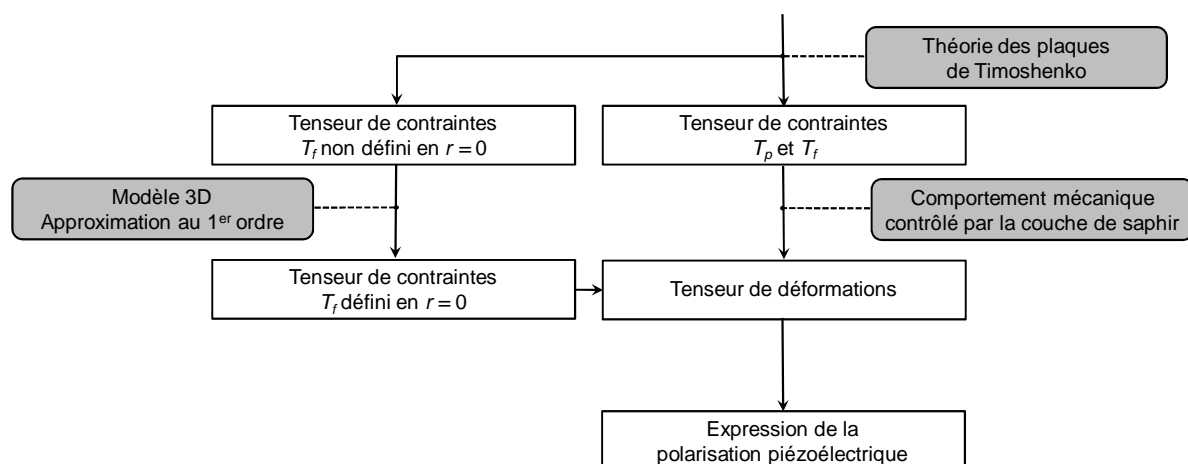 Théorie des plaques
de Timoshenko
Tenseur de contraintes
Tf non défini en r = 0
Tenseur de contraintes
Tp et Tf
Modèle 3D
Approximation au 1er ordre
Comportement mécanique
contrôlé par la couche de saphir
Tenseur de contraintes
Tf défini en r = 0
Tenseur de déformations
Expression de la
polarisation piézoélectrique